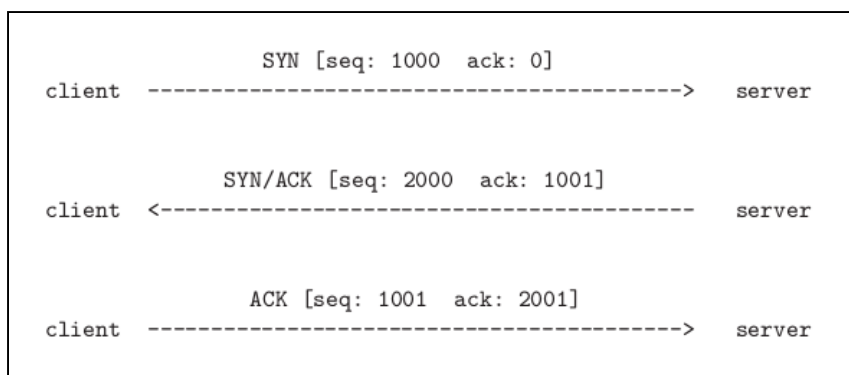 SYN [seq: 1000 ack: 0]
client -------------------------------------------> server
SYN/ACK [seq: 2000 ack: 1001]
client <------------------------------------------- server
ACK [seq: 1001 ack: 2001]
client -------------------------------------------> server